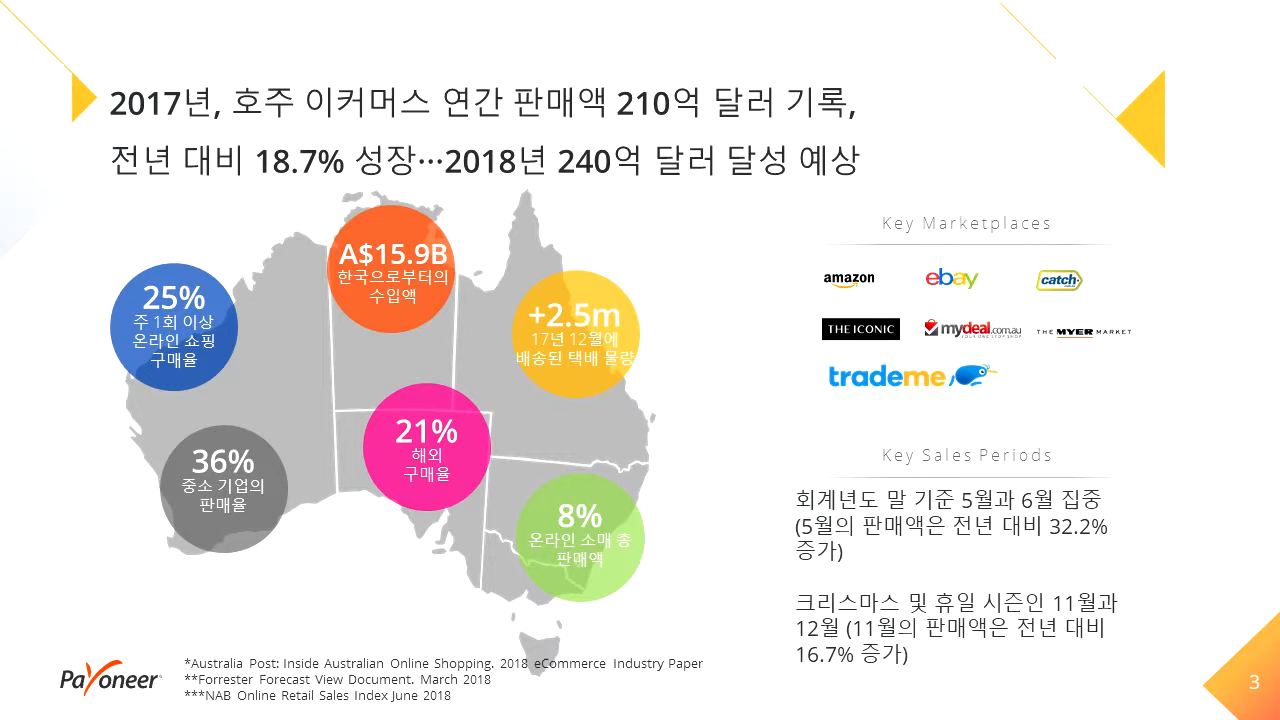 2017년, 호주 이커머스 연간 판매액 210억 달러 기록,
전년 대비 18.7% 성장···2018년 240억 달러 달성 예상
25%
주 1회 이상
온라인 쇼핑
구매율
A$15.9B
한국으로부터의
수입액
+2.5m
17년 12월에
배송된 택배 물량
36%
중소 기업의
판매율
21%
해외
구매율
8%
온라인 소매 총
판매액
Key Marketplaces
amazon
ebay
catch
THE ICONIC
mydeal.com.au
YOUR ONE STOP SHOP
THE MYER MARKET
trademe
Key Sales Periods
회계년도 말 기준 5월과 6월 집중
(5월의 판매액은 전년 대비 32.2%
증가)
크리스마스 및 휴일 시즌인 11월과
12월 (11월의 판매액은 전년 대비
16.7% 증가)
Payoneer
*Australia Post: Inside Australian Online Shopping. 2018 eCommerce Industry Paper
**Forrester Forecast View Document. March 2018
***NAB Online Retail Sales Index June 2018
3